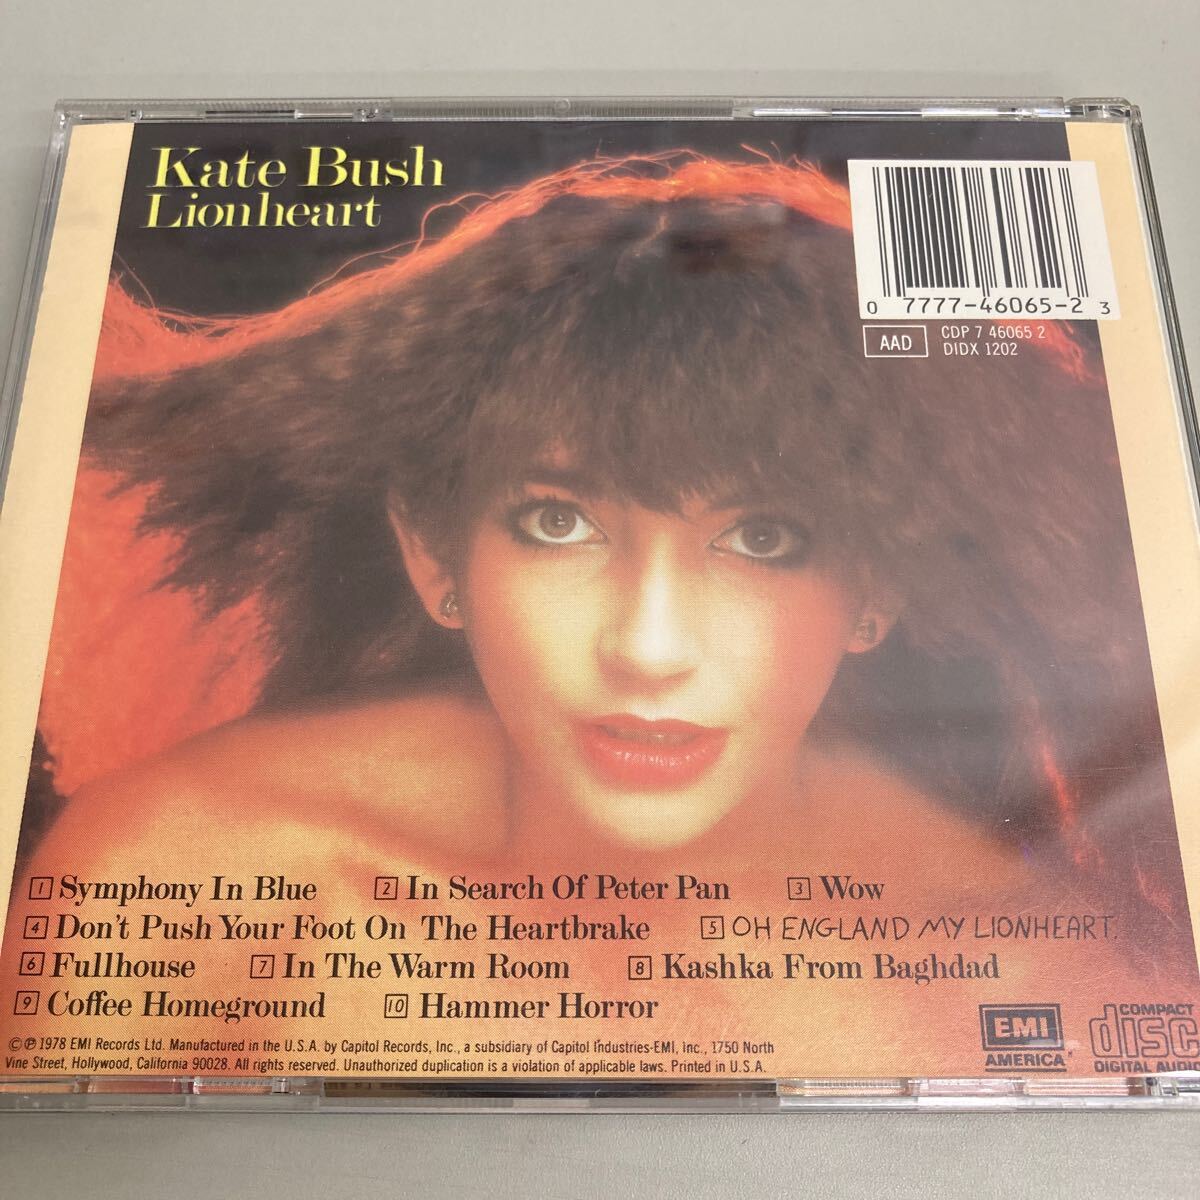 Kate Bush
Lionheart
0 7777-46065-2 3
AAD CDP 7 46065 2
DIDX 1202
1 Symphony In Blue 2 In Search Of Peter Pan 3 Wow
4 Don't Push Your Foot On The Heartbrake 5 OH ENGLAND MY LIONHEART.
6 Fullhouse 7 In The Warm Room 8 Kashka From Baghdad
9 Coffee Homeground 10 Hammer Horror
© ℗ 1978 EMI Records Ltd. Manufactured in the U.S.A. by Capitol Records, Inc., a subsidiary of Capitol Industries-EMI, Inc., 1750 North
Vine Street, Hollywood, California 90028. All rights reserved. Unauthorized duplication is a violation of applicable laws. Printed in U.S.A.
EMI
AMERICA
COMPACT
disc
DIGITAL AUDIO